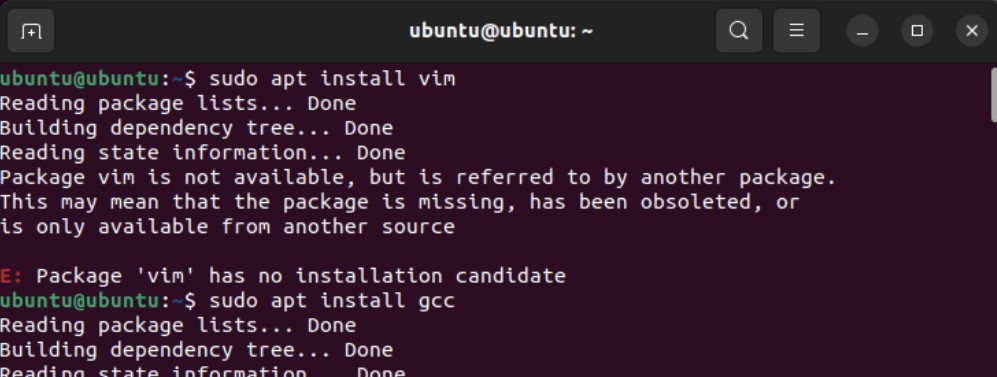 ubuntu@ubuntu: ~
ubuntu@ubuntu:~$ sudo apt install vim
Reading package lists... Done
Building dependency tree... Done
Reading state information... Done
Package vim is not available, but is referred to by another package.
This may mean that the package is missing, has been obsoleted, or
is only available from another source
E: Package 'vim' has no installation candidate
ubuntu@ubuntu:~$ sudo apt install gcc
Reading package lists... Done
Building dependency tree... Done
Reading state information... Done